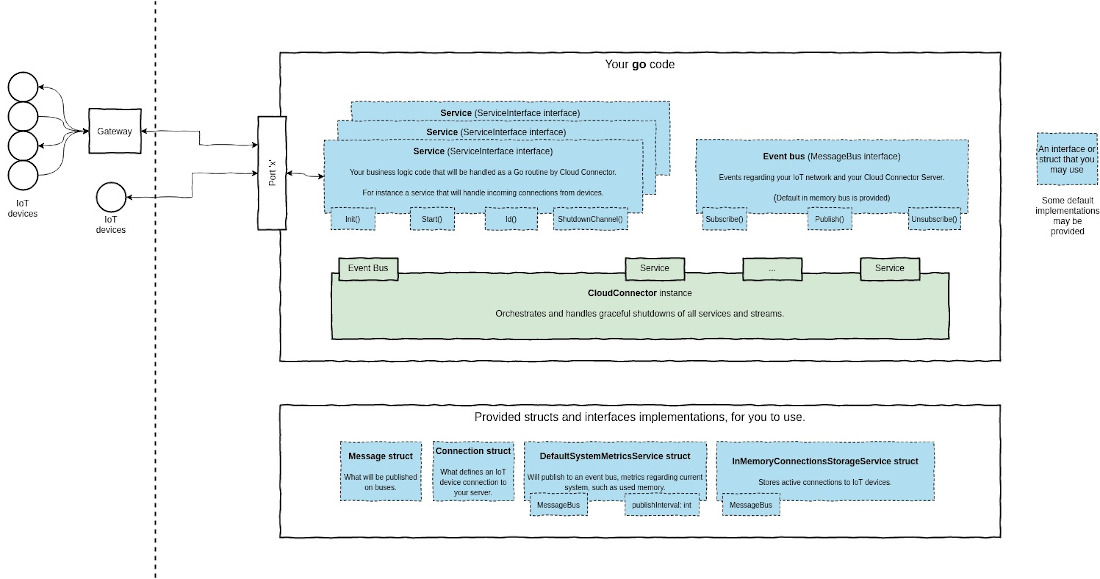 Your go code
Service (ServiceInterface interface)
Service (ServiceInterface interface)
Service (ServiceInterface interface)
Your business logic code that will be handled as a Go routine by Cloud Connector.
For instance a service that will handle incoming connections from devices.
Init()
Start()
Id()
ShutdownChannel()
Event bus (MessageBus interface)
Events regarding your IoT network and your Cloud Connector Server.
(Default in memory bus is provided)
Subscribe()
Publish()
Unsubscribe()
An interface or
struct that you
may use
Some default
implementations
may be
provided
Gateway
IoT
devices
IoT
devices
Port 'x'
Event Bus
Service
...
Service
CloudConnector instance
Orchestrates and handles graceful shutdowns of all services and streams.
Provided structs and interfaces implementations, for you to use.
Message struct
What will be published
on buses.
Connection struct
What defines an IoT
device connection to
your server.
DefaultSystemMetricsService struct
Will publish to an event bus, metrics regarding current
system, such as used memory.
MessageBus
publishInterval: int
InMemoryConnectionsStorageService struct
Stores active connections to IoT devices.
MessageBus